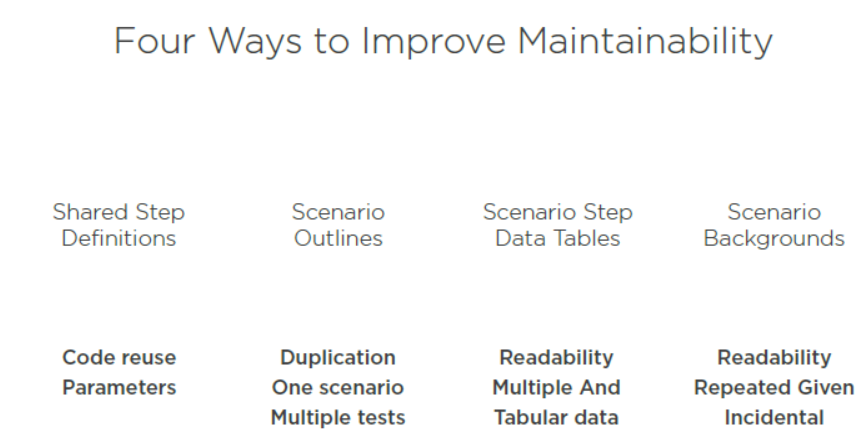 Four Ways to Improve Maintainability
Shared Step
Definitions
Scenario
Outlines
Scenario Step
Data Tables
Scenario
Backgrounds
Code reuse
Parameters
Duplication
One scenario
Multiple tests
Readability
Multiple And
Tabular data
Readability
Repeated Given
Incidental